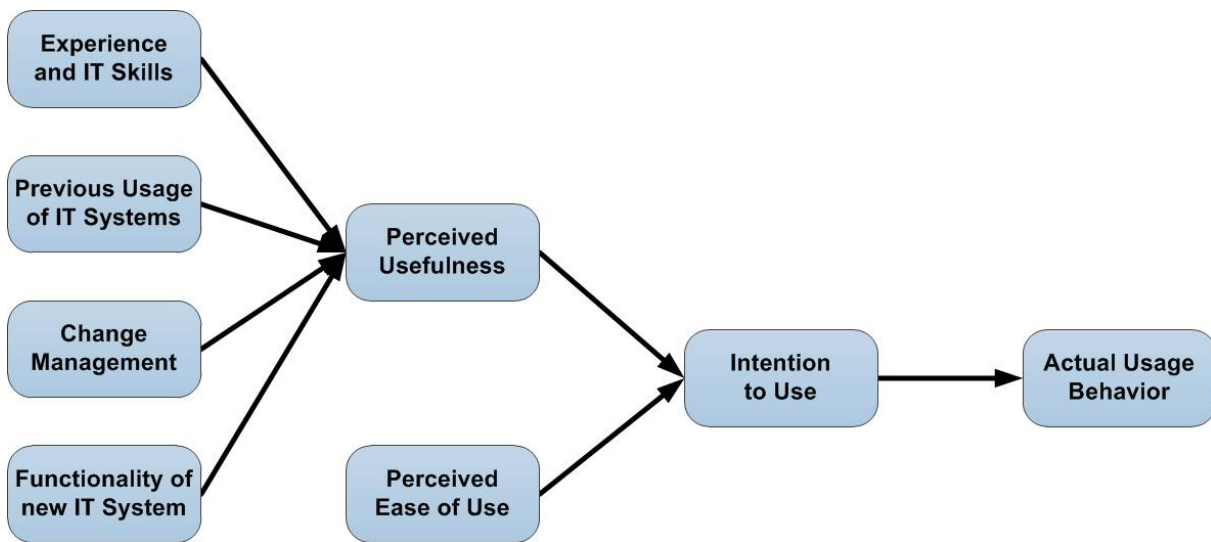 Experience
and IT Skills
Previous Usage
of IT Systems
Change
Management
Functionality of
new IT System
Perceived
Usefulness
Perceived
Ease of Use
Intention
to Use
Actual Usage
Behavior